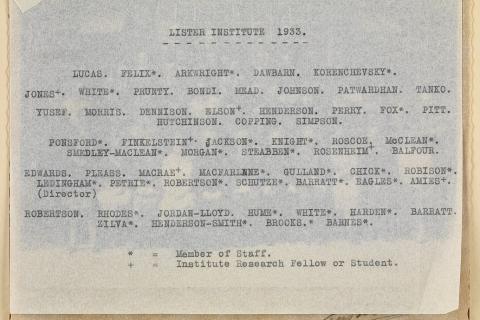 LISTER INSTITUTE 1933.
LUCAS. FELIX*. ARKWRIGHT*. DAWBARN. KORENCHEVSKY*.
JONES+. WHITE*. PRUNTY. BONDI. MEAD. JOHNSON. PATWARDHAN. TANKO.
YUSEF. MORRIS. DENNISON. ELSON+. HENDERSON. PERRY. FOX*. PITT.
HUTCHINSON. COPPING. SIMPSON.
PONSFORD*. FINKELSTEIN+. JACKSON*. KNIGHT*. ROSCOE. McCLEAN*.
SMEDLEY-MACLEAN*. MORGAN*. STEABBEN*. ROSENHEIM+. BALFOUR.
EDWARDS. PLEASS. MACRAE+. MACFARLANE*. GULLAND*. CHICK*. ROBISON*.
LEDINGHAM*. PETRIE*. ROBERTSON*. SCHUTZE*. BARRATT*. EAGLES*. AMIES+.
(Director)
ROBERTSON. RHODES*. JORDAN-LLOYD. HUME*. WHITE*. HARDEN*. BARRATT.
ZILVA*. HENDERSON-SMITH*. BROOKS.* BARNES*.
* = Member of Staff.
+ = Institute Research Fellow or Student.